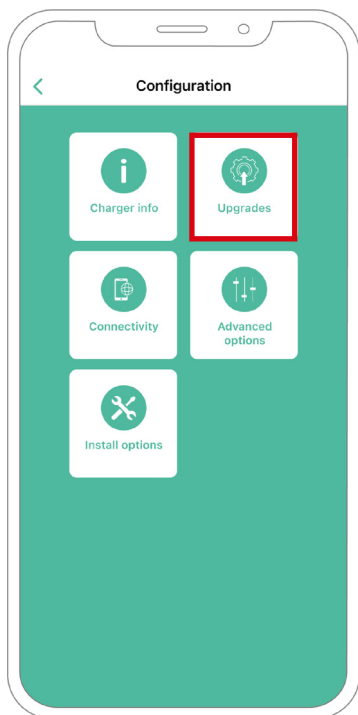 Configuration
Charger info
Upgrades
Connectivity
Advanced
options
Install options